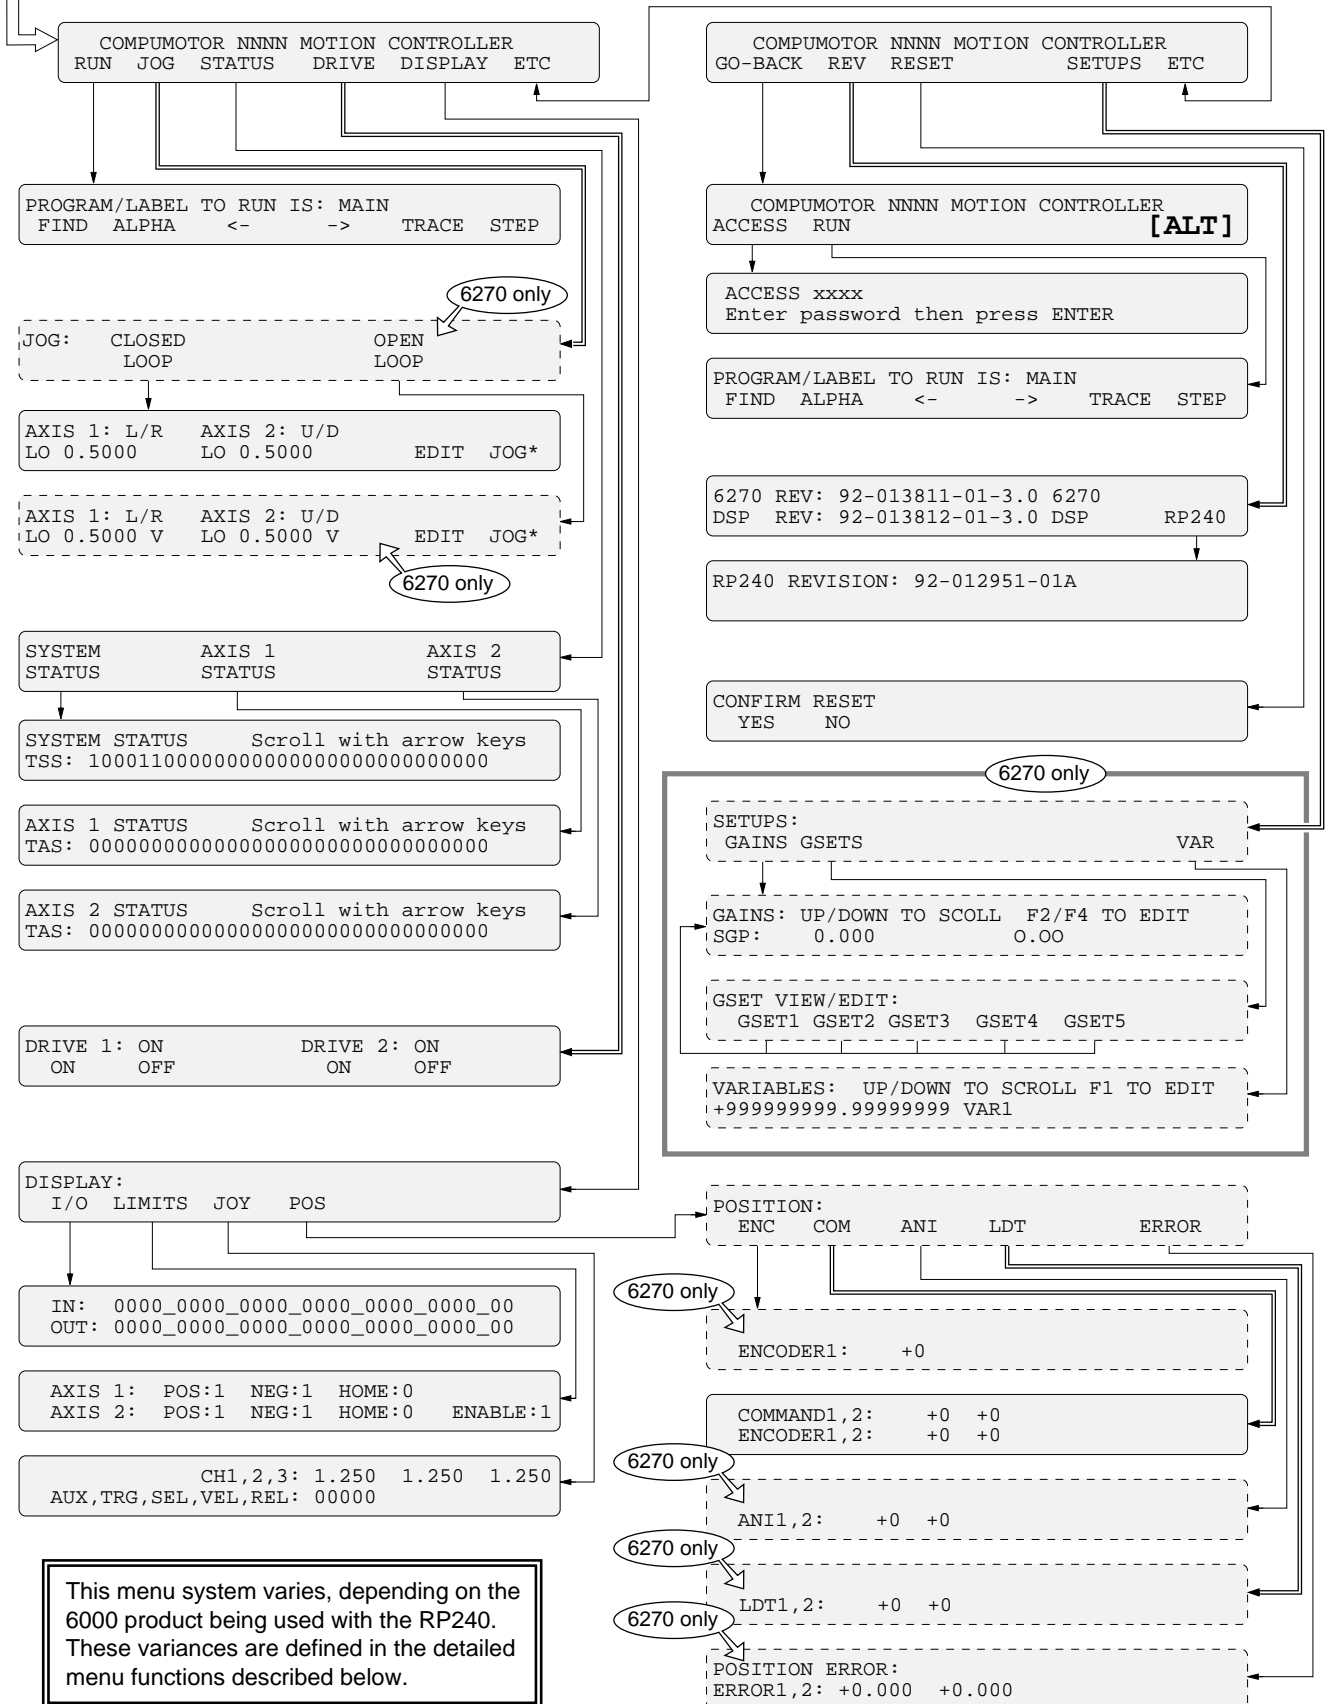 COMPUMOTOR NNNN MOTION CONTROLLER
RUN JOG STATUS DRIVE DISPLAY ETC
PROGRAM/LABEL TO RUN IS: MAIN
FIND ALPHA <- -> TRACE STEP
6270 only
JOG: CLOSED OPEN
LOOP LOOP
AXIS 1: L/R AXIS 2: U/D
LO 0.5000 LO 0.5000 EDIT JOG*
AXIS 1: L/R AXIS 2: U/D
LO 0.5000 V LO 0.5000 V EDIT JOG*
6270 only
SYSTEM AXIS 1 AXIS 2
STATUS STATUS STATUS
SYSTEM STATUS Scroll with arrow keys
TSS: 10001100000000000000000000000000
AXIS 1 STATUS Scroll with arrow keys
TAS: 00000000000000000000000000000000
AXIS 2 STATUS Scroll with arrow keys
TAS: 00000000000000000000000000000000
DRIVE 1: ON DRIVE 2: ON
ON OFF ON OFF
DISPLAY:
I/O LIMITS JOY POS
IN: 0000_0000_0000_0000_0000_0000_00
OUT: 0000_0000_0000_0000_0000_0000_00
AXIS 1: POS:1 NEG:1 HOME:0
AXIS 2: POS:1 NEG:1 HOME:0 ENABLE:1
CH1,2,3: 1.250 1.250 1.250
AUX,TRG,SEL,VEL,REL: 00000
This menu system varies, depending on the
6000 product being used with the RP240.
These variances are defined in the detailed
menu functions described below.
COMPUMOTOR NNNN MOTION CONTROLLER
GO-BACK REV RESET SETUPS ETC
COMPUMOTOR NNNN MOTION CONTROLLER
ACCESS RUN [ALT]
ACCESS xxxx
Enter password then press ENTER
PROGRAM/LABEL TO RUN IS: MAIN
FIND ALPHA <- -> TRACE STEP
6270 REV: 92-013811-01-3.0 6270
DSP REV: 92-013812-01-3.0 DSP RP240
RP240 REVISION: 92-012951-01A
CONFIRM RESET
YES NO
6270 only
SETUPS:
GAINS GSETS VAR
GAINS: UP/DOWN TO SCOLL F2/F4 TO EDIT
SGP: 0.000 O.OO
GSET VIEW/EDIT:
GSET1 GSET2 GSET3 GSET4 GSET5
VARIABLES: UP/DOWN TO SCROLL F1 TO EDIT
+999999999.99999999 VAR1
POSITION:
ENC COM ANI LDT ERROR
6270 only
ENCODER1: +0
COMMAND1,2: +0 +0
ENCODER1,2: +0 +0
6270 only
ANI1,2: +0 +0
6270 only
LDT1,2: +0 +0
6270 only
POSITION ERROR:
ERROR1,2: +0.000 +0.000